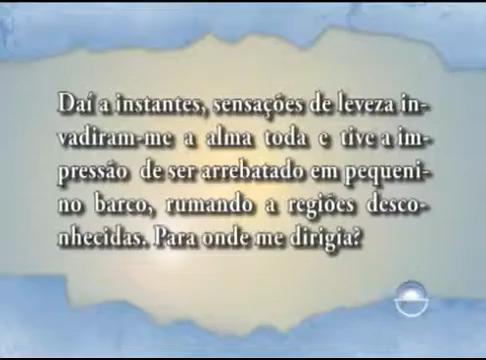 Daí a instantes, sensações de leveza in-
vadiram-me a alma toda e tive a im-
pressão de ser arrebatado em pequeni-
no barco, rumando a regiões desco-
nhecidas. Para onde me dirigia?